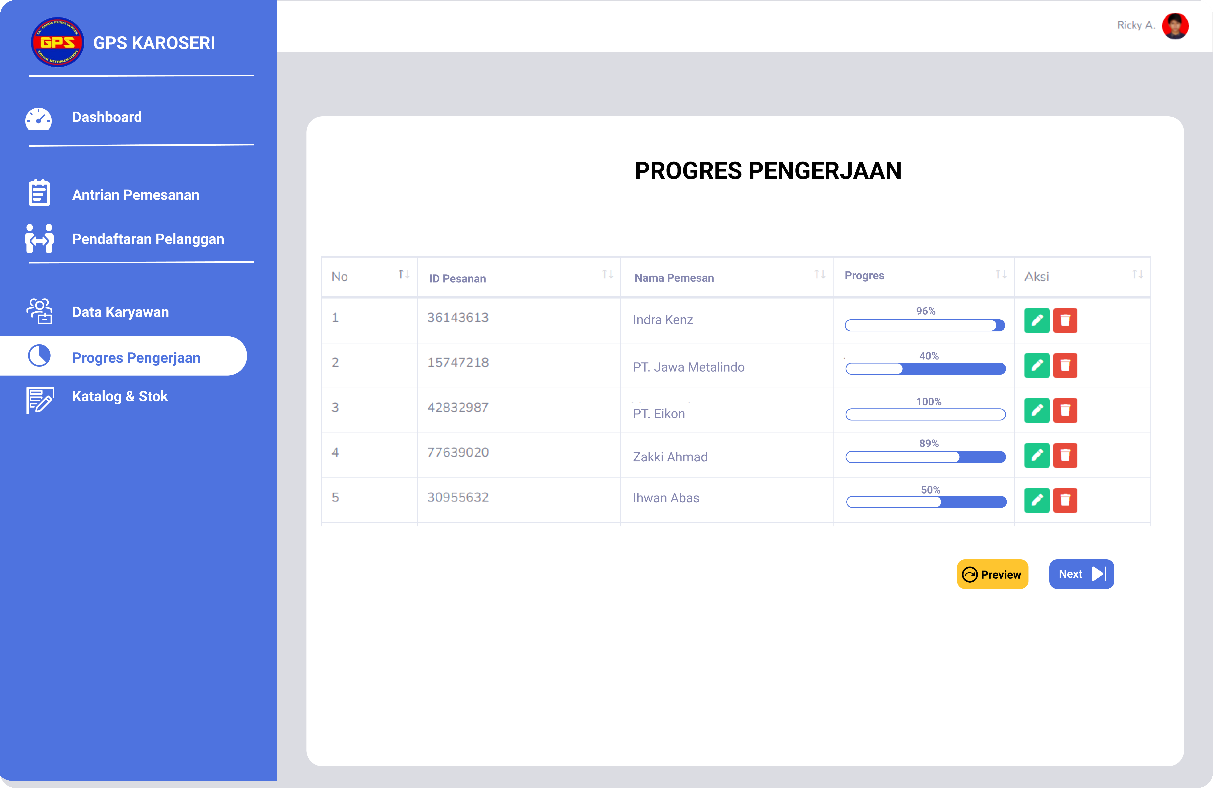 GPS
GPS KAROSERI
Ricky A.
Dashboard
Antrian Pemesanan
Pendaftaran Pelanggan
Data Karyawan
Progres Pengerjaan
Katalog & Stok
PROGRES PENGERJAAN
No ID Pesanan Nama Pemesan Progres Aksi
1 36143613 Indra Kenz 96%
2 15747218 PT. Jawa Metalindo 40%
3 42832987 PT. Eikon 100%
4 77639020 Zakki Ahmad 89%
5 30955632 Ihwan Abas 50%
Preview Next